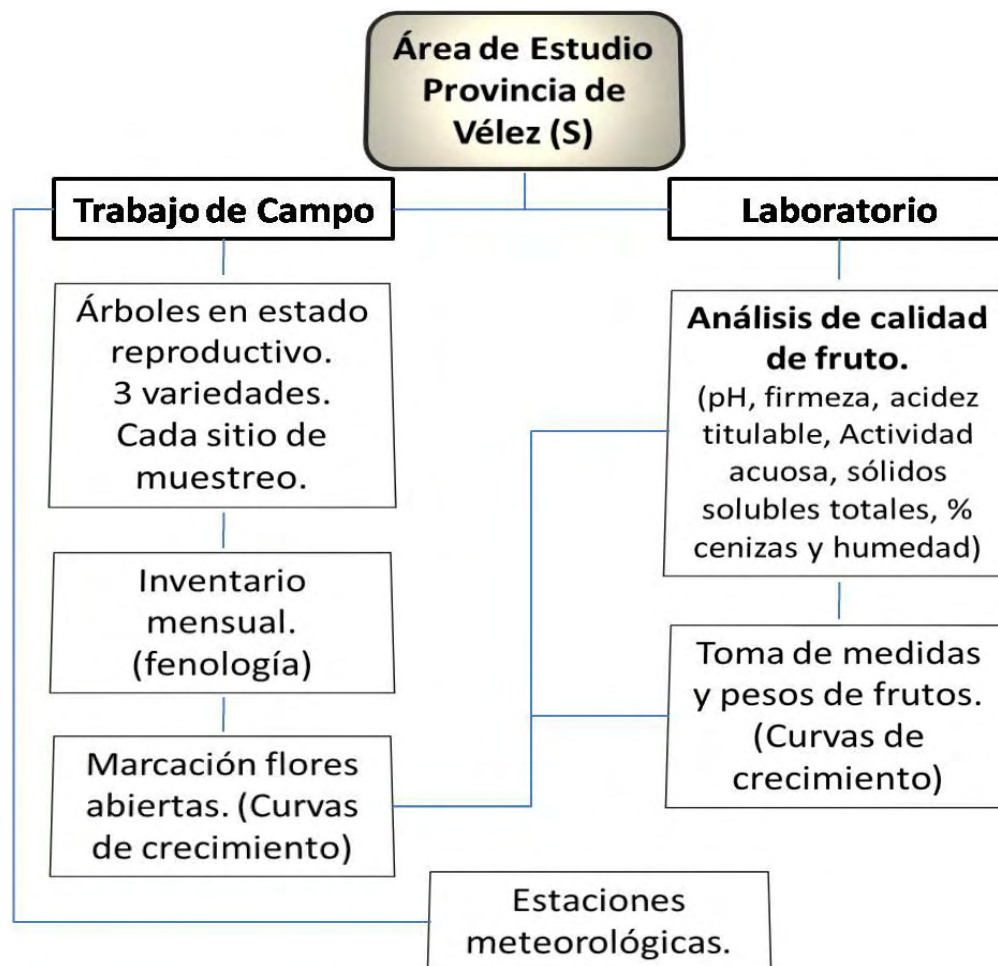 Área de Estudio
Provincia de
Vélez (S)
Trabajo de Campo
Árboles en estado
reproductivo.
3 variedades.
Cada sitio de
muestreo.
Inventario
mensual.
(fenología)
Marcación flores
abiertas. (Curvas
de crecimiento)
Laboratorio
Análisis de calidad
de fruto.
(pH, firmeza, acidez
titulable, Actividad
acuosa, sólidos
solubles totales, %
cenizas y humedad)
Toma de medidas
y pesos de frutos.
(Curvas de
crecimiento)
Estaciones
meteorológicas.